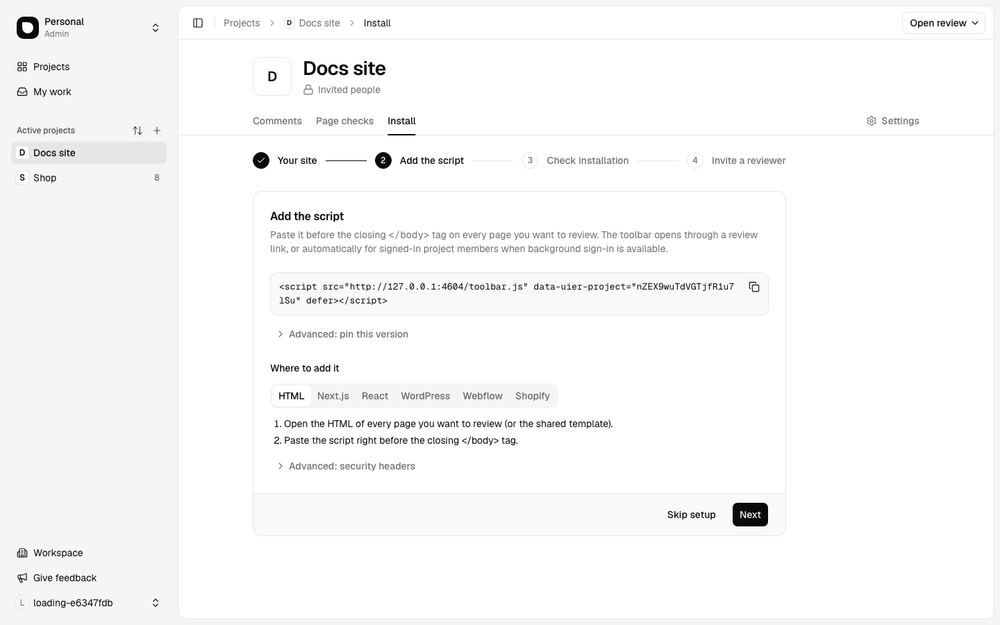 Personal
Admin
Projects
My work
Active projects
D Docs site
S Shop 8
Workspace
Give feedback
L loading-e6347fdb
Projects > D Docs site > Install
Open review
D
Docs site
Invited people
Comments Page checks Install Settings
Your site 2 Add the script 3 Check installation 4 Invite a reviewer
Add the script
Paste it before the closing </body> tag on every page you want to review. The toolbar opens through a review
link, or automatically for signed-in project members when background sign-in is available.
<script src="http://127.0.0.1:4604/toolbar.js" data-uier-project="nZEX9wuTdVGTjfR1u7
lSu" defer></script>
Advanced: pin this version
Where to add it
HTML Next.js React WordPress Webflow Shopify
1. Open the HTML of every page you want to review (or the shared template).
2. Paste the script right before the closing </body> tag.
Advanced: security headers
Skip setup Next